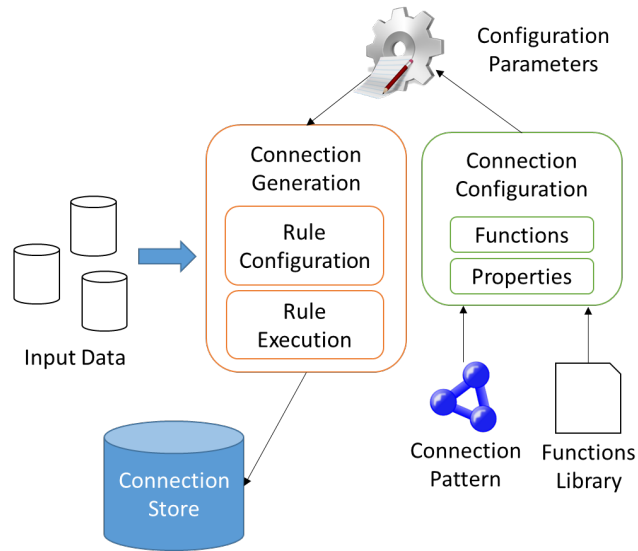 Configuration
Parameters
Connection
Generation
Rule
Configuration
Rule
Execution
Connection
Configuration
Functions
Properties
Input Data
Connection
Pattern
Functions
Library
Connection
Store